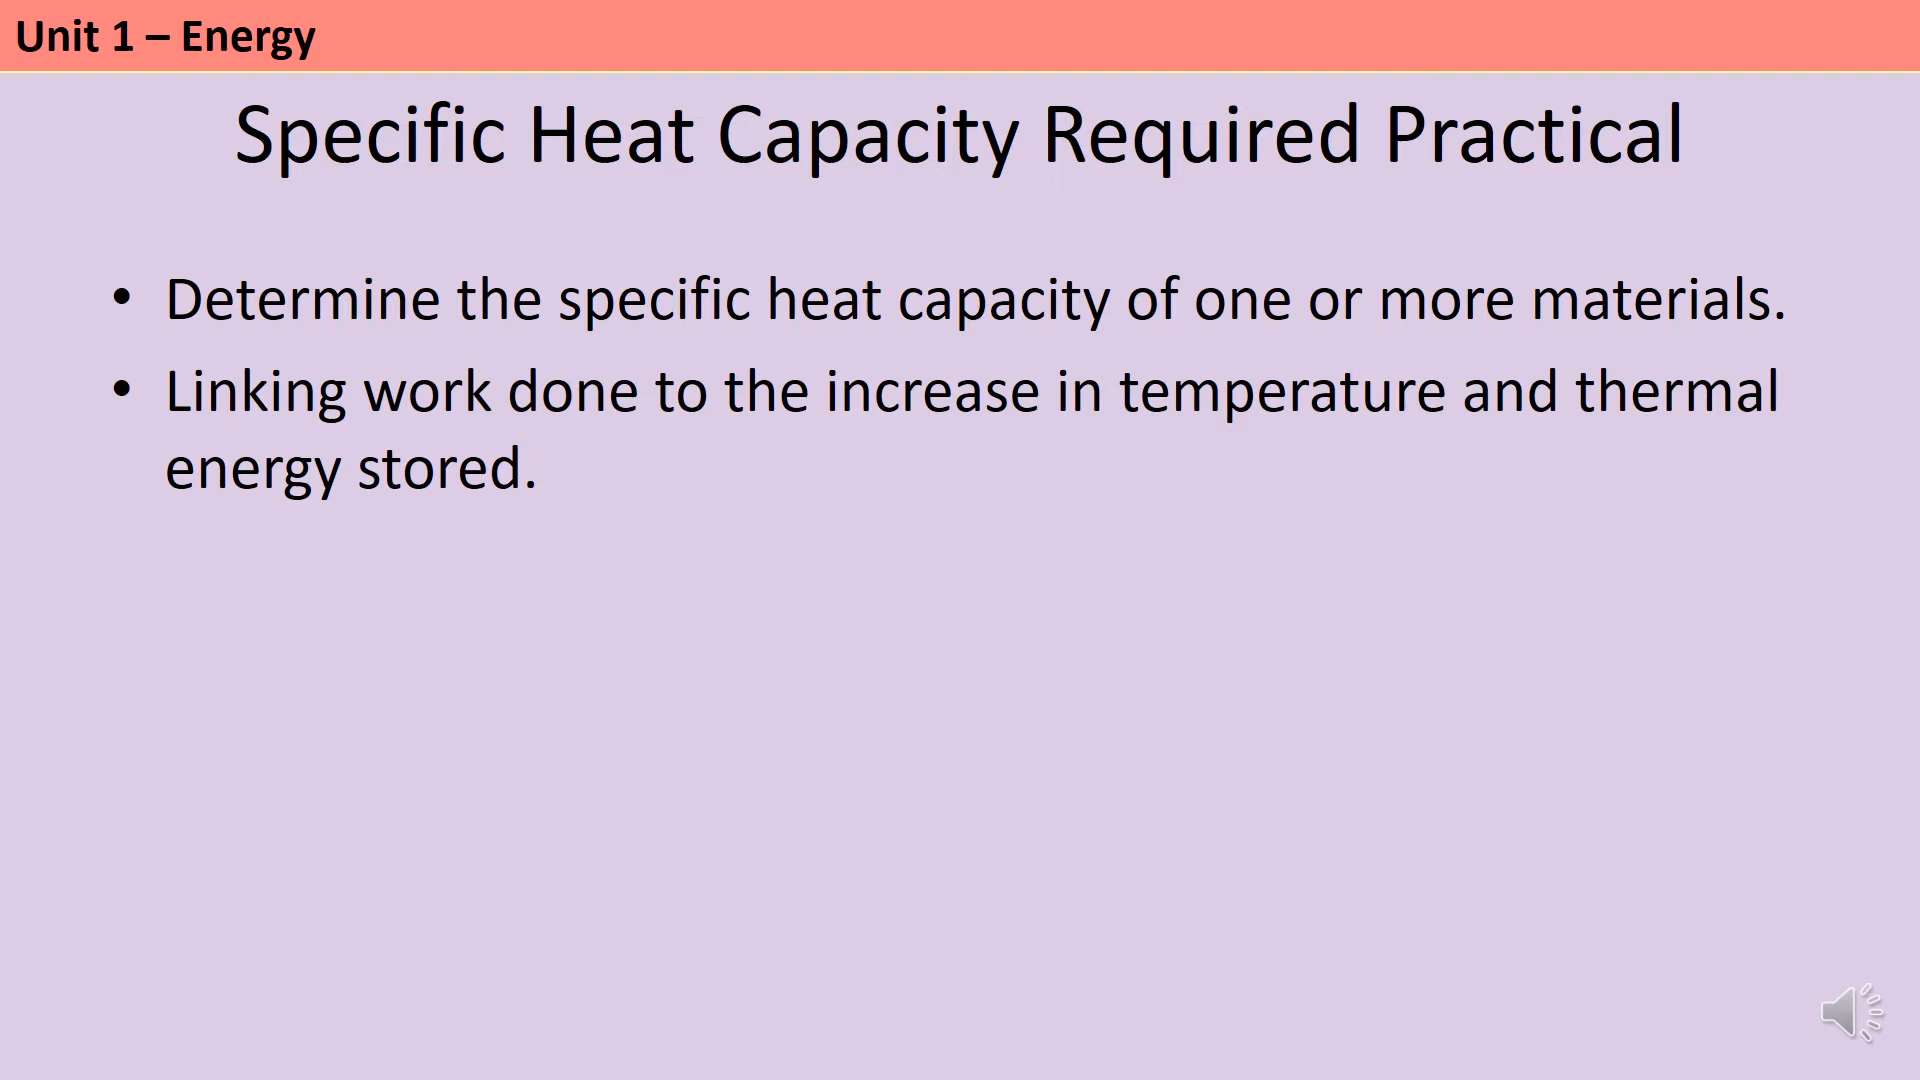 Unit 1 – Energy
Specific Heat Capacity Required Practical
• Determine the specific heat capacity of one or more materials.
• Linking work done to the increase in temperature and thermal
energy stored.